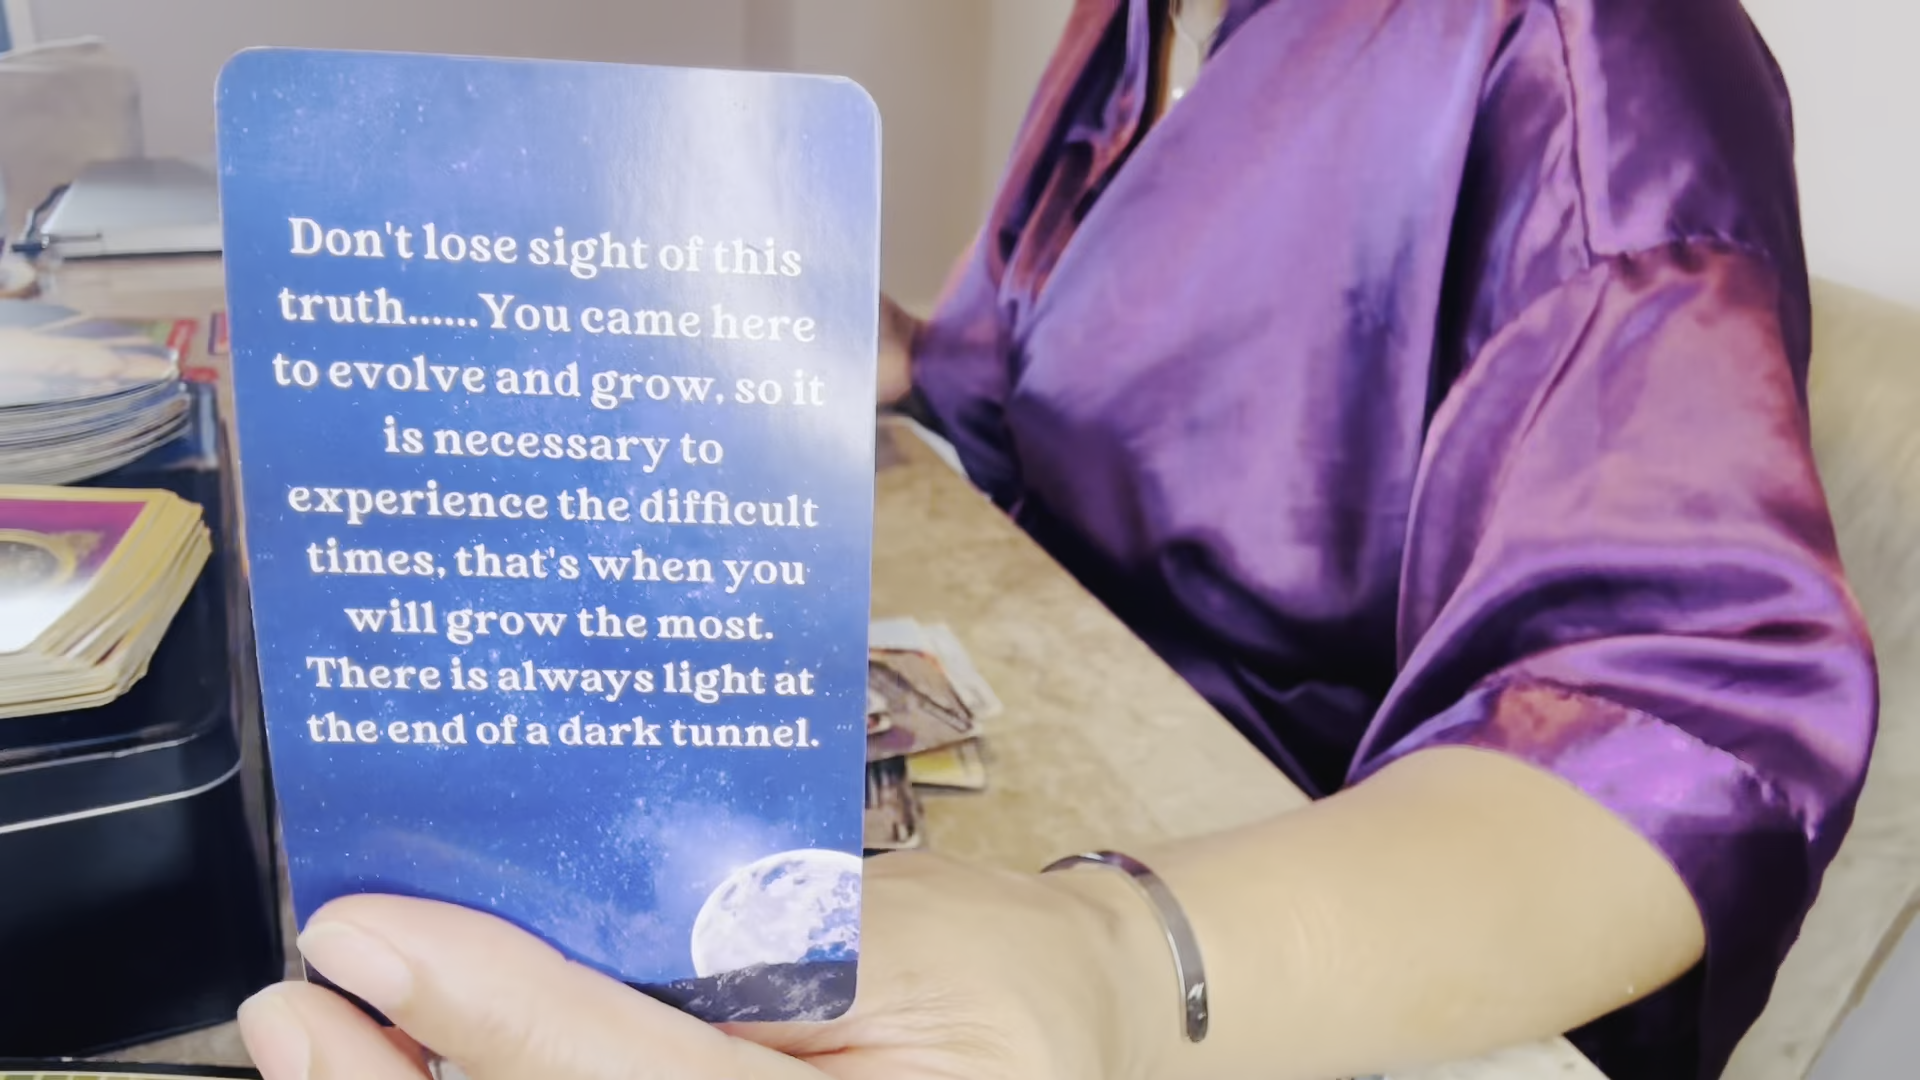 Don't lose sight of this
truth......You came here
to evolve and grow, so it
is necessary to
experience the difficult
times, that's when you
will grow the most.
There is always light at
the end of a dark tunnel.